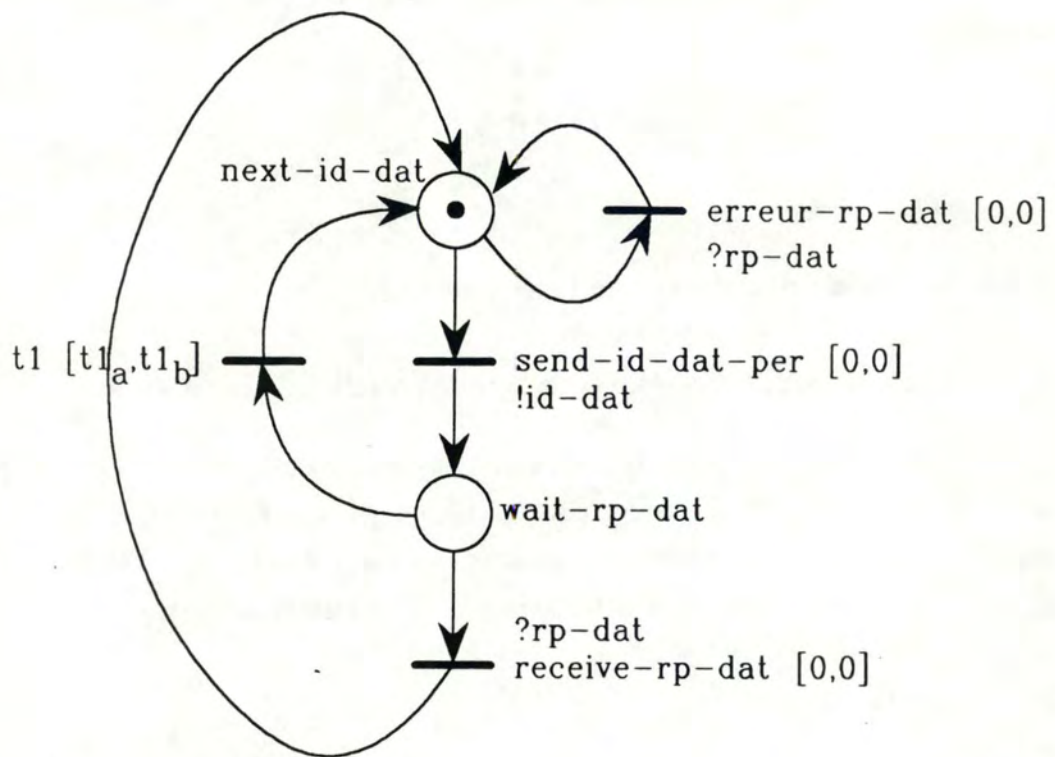 next-id-dat
erreur-rp-dat [0,0]
?rp-dat
t1 [t1a,t1b]
send-id-dat-per [0,0]
!id-dat
wait-rp-dat
?rp-dat
receive-rp-dat [0,0]